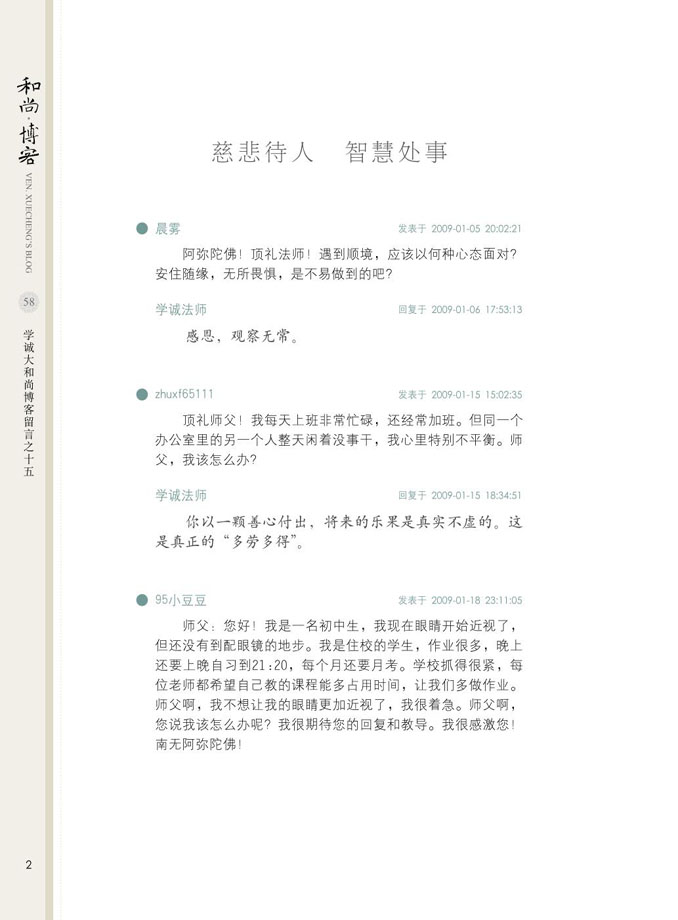 和尚·博客
VEN. XUECHENG'S BLOG
58
学诚大和尚博客留言之十五
慈悲待人 智慧处事
晨雾 发表于 2009-01-05 20:02:21
阿弥陀佛！顶礼法师！遇到顺境，应该以何种心态面对？
安住随缘，无所畏惧，是不易做到的吧？
学诚法师 回复于 2009-01-06 17:53:13
感恩，观察无常。
zhuxf65111 发表于 2009-01-15 15:02:35
顶礼师父！我每天上班非常忙碌，还经常加班。但同一个
办公室里的另一个人整天闲着没事干，我心里特别不平衡。师
父，我该怎么办？
学诚法师 回复于 2009-01-15 18:34:51
你以一颗善心付出，将来的乐果是真实不虚的。这
是真正的“多劳多得”。
95小豆豆 发表于 2009-01-18 23:11:05
师父：您好！我是一名初中生，我现在眼睛开始近视了，
但还没有到配眼镜的地步。我是住校的学生，作业很多，晚上
还要上晚自习到21:20，每个月还要月考。学校抓得很紧，每
位老师都希望自己教的课程能多占用时间，让我们多做作业。
师父啊，我不想让我的眼睛更加近视了，我很着急。师父啊，
您说我该怎么办呢？我很期待您的回复和教导。我很感激您！
南无阿弥陀佛！
2